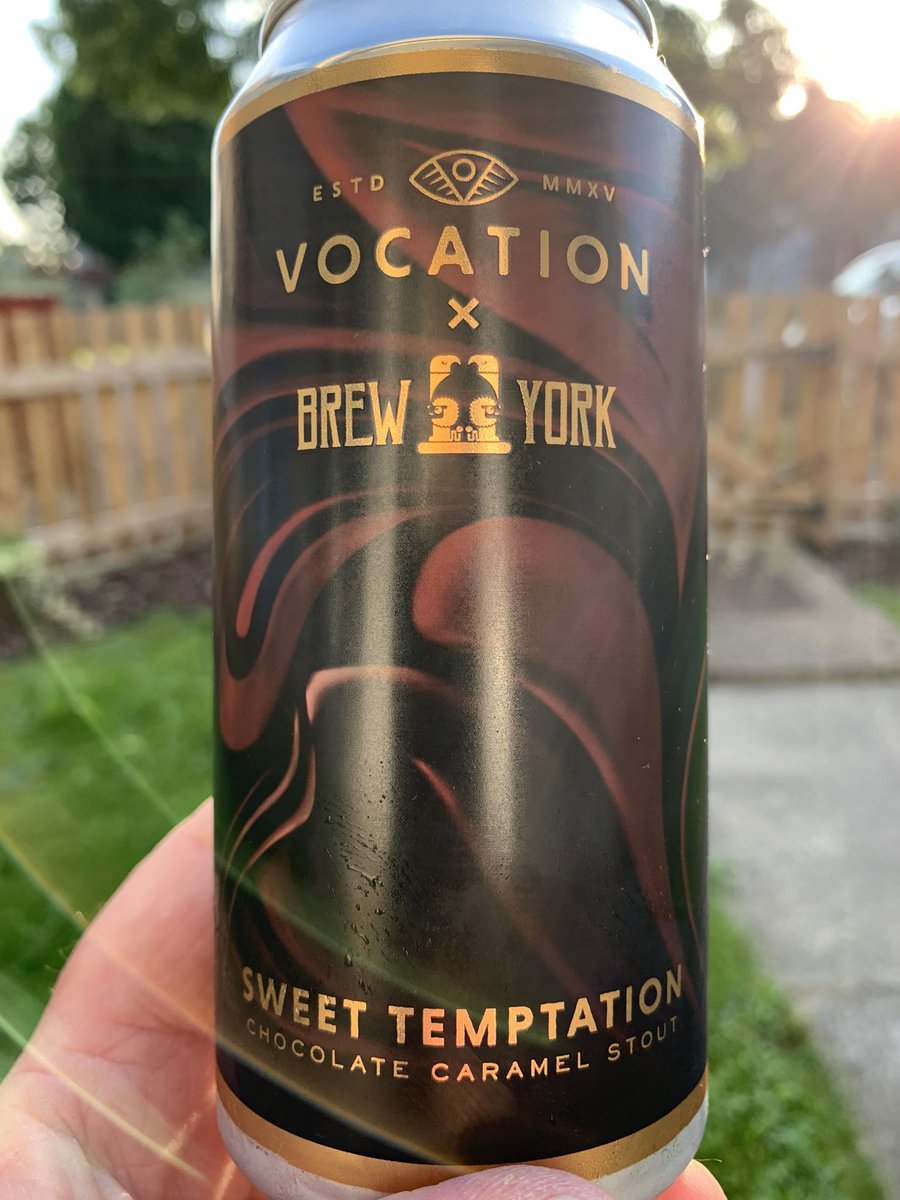 ESTD MMXV
VOCATION
×
BREW YORK
SWEET TEMPTATION
CHOCOLATE CARAMEL STOUT